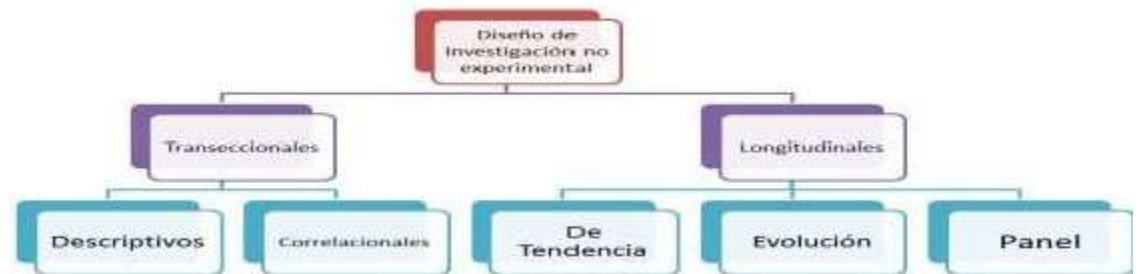 Diseño de
Investigación no
experimental
Transeccionales
Longitudinales
Descriptivos
Correlacionales
De
Tendencia
Evolución
Panel